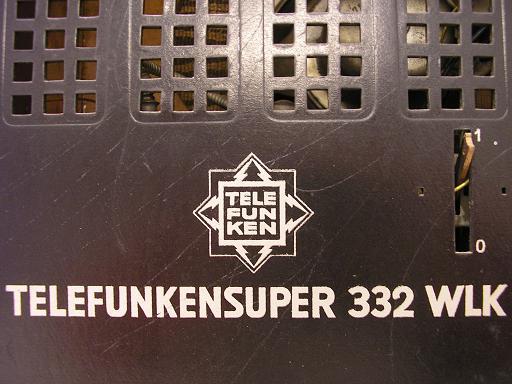 1
TELE
FUN
KEN
0
TELEFUNKENSUPER 332 WLK